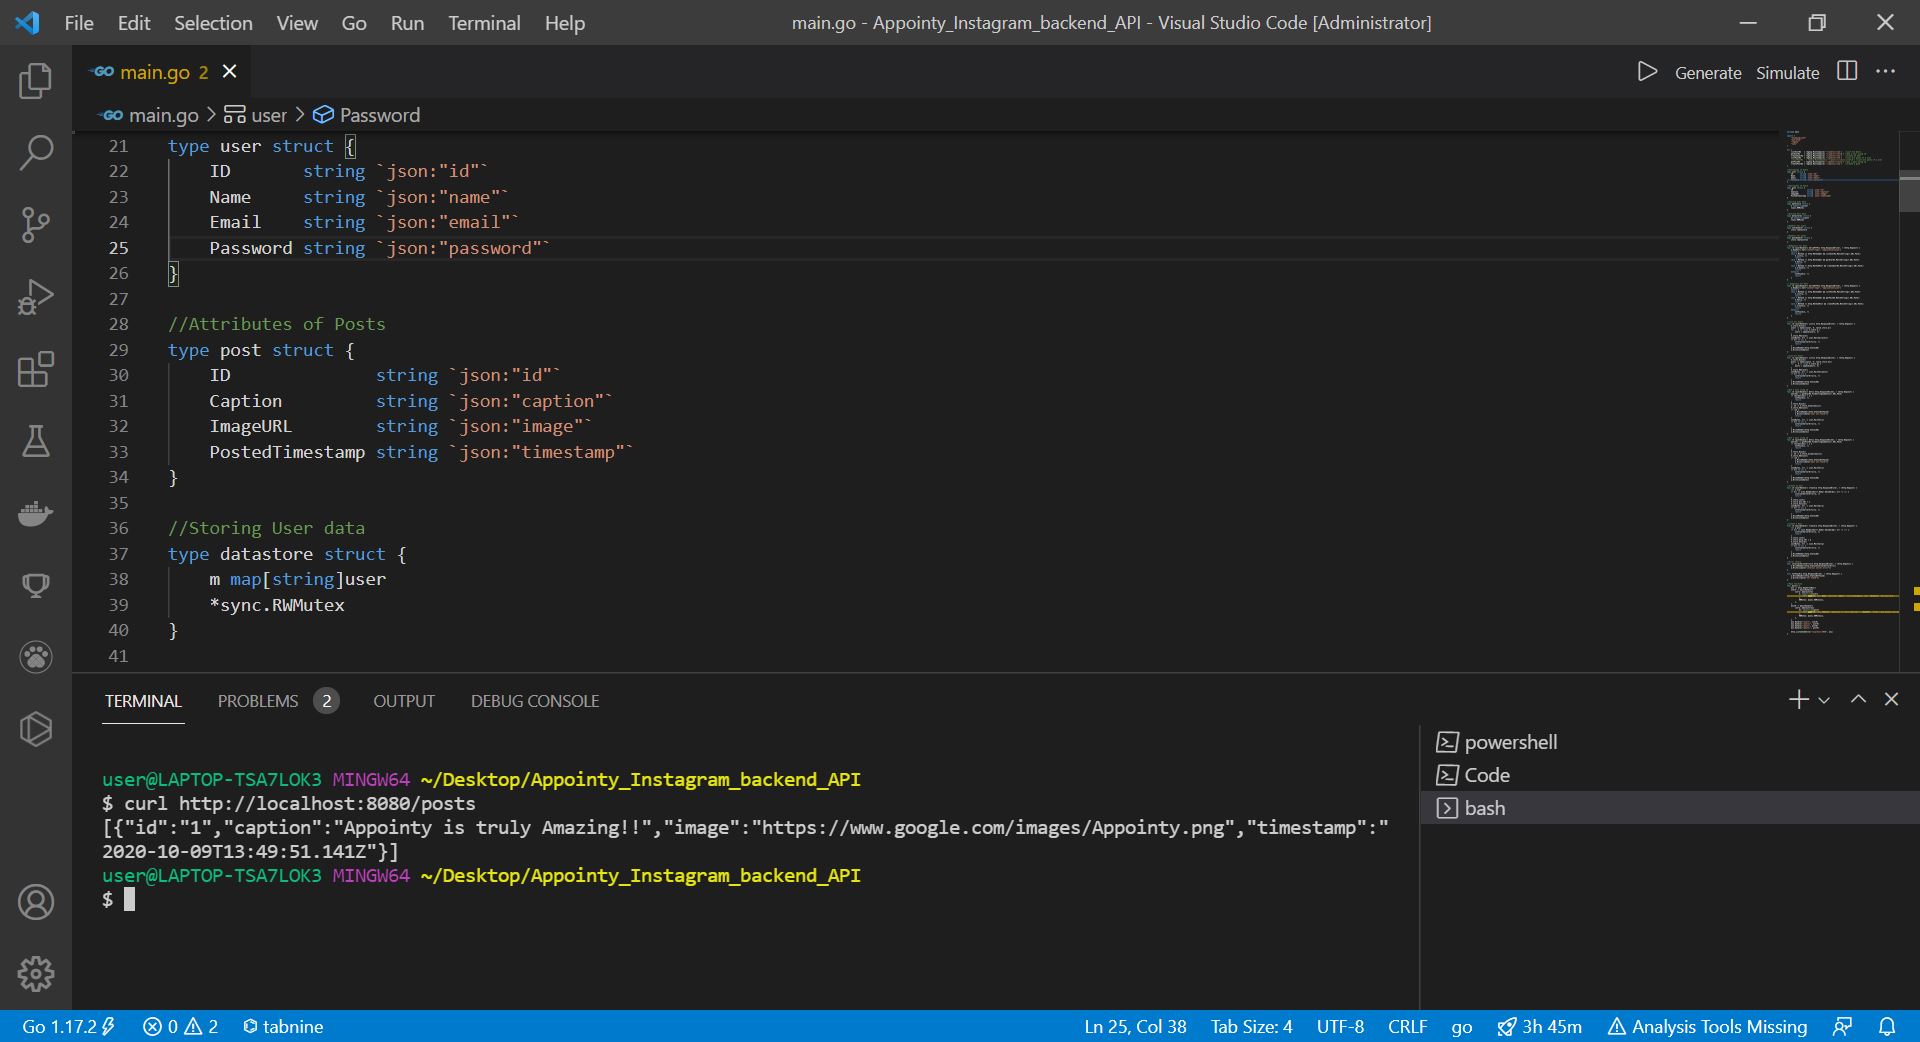 File Edit Selection View Go Run Terminal Help main.go - Appointy_Instagram_backend_API - Visual Studio Code [Administrator]
GO main.go 2 Generate Simulate
GO main.go > user > Password
21 type user struct {
22 ID string `json:"id"`
23 Name string `json:"name"`
24 Email string `json:"email"`
25 Password string `json:"password"`
26 }
27
28 //Attributes of Posts
29 type post struct {
30 ID string `json:"id"`
31 Caption string `json:"caption"`
32 ImageURL string `json:"image"`
33 PostedTimestamp string `json:"timestamp"`
34 }
35
36 //Storing User data
37 type datastore struct {
38 m map[string]user
39 *sync.RWMutex
40 }
41
TERMINAL PROBLEMS 2 OUTPUT DEBUG CONSOLE
powershell
Code
bash
user@LAPTOP-TSA7LOK3 MINGW64 ~/Desktop/Appointy_Instagram_backend_API
$ curl http://localhost:8080/posts
[{"id":"1","caption":"Appointy is truly Amazing!!","image":"https://www.google.com/images/Appointy.png","timestamp":"
2020-10-09T13:49:51.141Z"}]
user@LAPTOP-TSA7LOK3 MINGW64 ~/Desktop/Appointy_Instagram_backend_API
$
Go 1.17.2 0 2 tabnine Ln 25, Col 38 Tab Size: 4 UTF-8 CRLF go 3h 45m Analysis Tools Missing